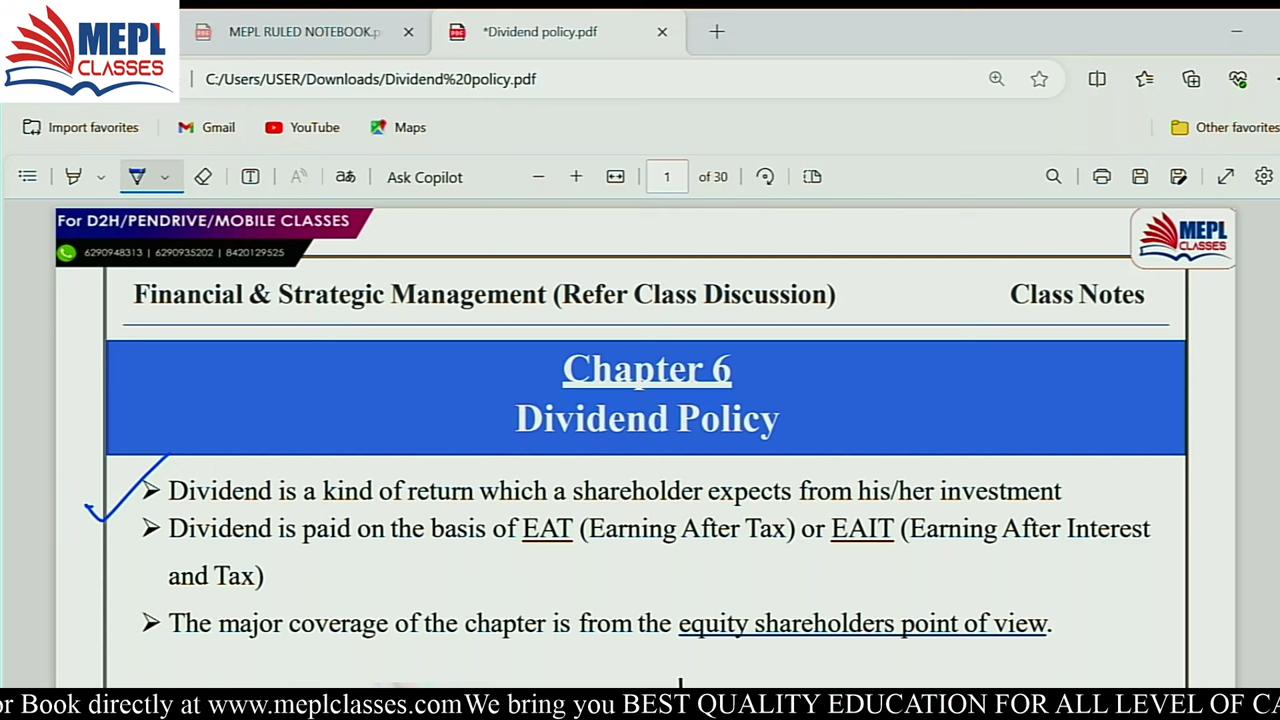 MEPL
CLASSES
MEPL RULED NOTEBOOK.p
*Dividend policy.pdf
C:/Users/USER/Downloads/Dividend%20policy.pdf
Import favorites
Gmail
YouTube
Maps
Other favorites
Ask Copilot
1 of 30
For D2H/PENDRIVE/MOBILE CLASSES
6290948313 | 6290935202 | 8420129525
MEPL
CLASSES
Financial & Strategic Management (Refer Class Discussion) Class Notes
Chapter 6
Dividend Policy
➢ Dividend is a kind of return which a shareholder expects from his/her investment
➢ Dividend is paid on the basis of EAT (Earning After Tax) or EAIT (Earning After Interest
and Tax)
➢ The major coverage of the chapter is from the equity shareholders point of view.
or Book directly at www.meplclasses.comWe bring you BEST QUALITY EDUCATION FOR ALL LEVEL OF CA